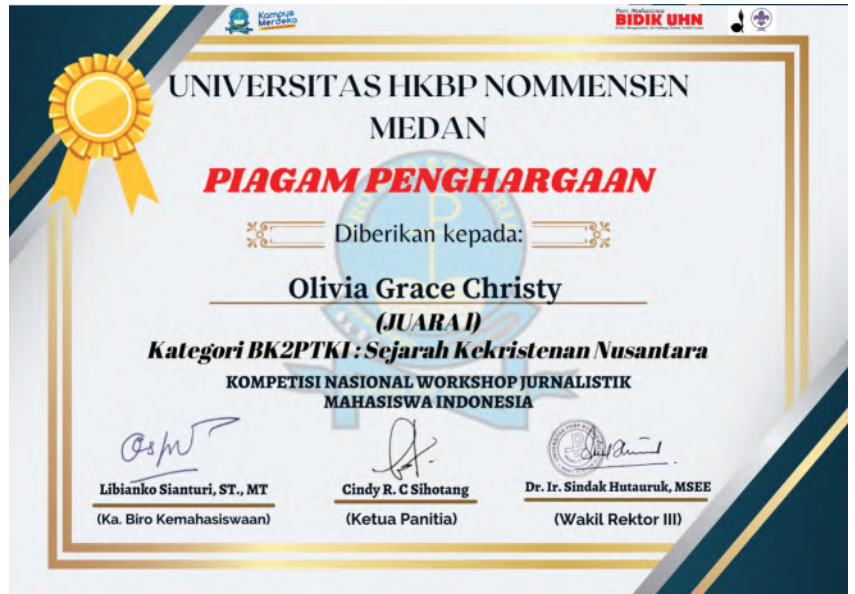 Kampus
Merdeka
Pers Mahasiswa
BIDIK UHN
UNIVERSITAS HKBP NOMMENSEN
MEDAN
PIAGAM PENGHARGAAN
Diberikan kepada:
Olivia Grace Christy
(JUARA I)
Kategori BK2PTKI : Sejarah Kekristenan Nusantara
KOMPETISI NASIONAL WORKSHOP JURNALISTIK
MAHASISWA INDONESIA
Libianko Sianturi, ST., MT
Cindy R. C Sihotang
Dr. Ir. Sindak Hutauruk, MSEE
(Ka. Biro Kemahasiswaan)
(Ketua Panitia)
(Wakil Rektor III)